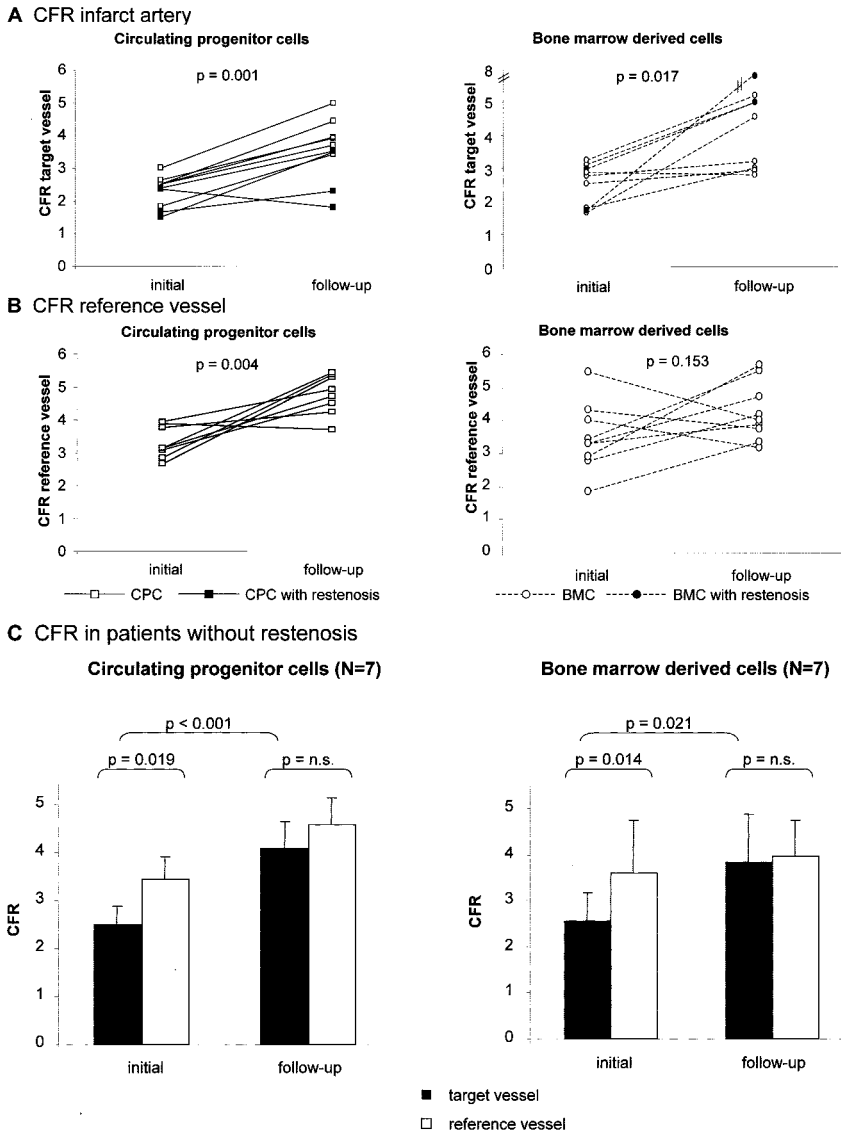 A CFR infarct artery
Circulating progenitor cells
Bone marrow derived cells
p = 0.001
p = 0.017
CFR target vessel
6
5
4
3
2
1
0
initial
follow-up
CFR target vessel
8
5
4
3
2
1
0
initial
follow-up
B CFR reference vessel
Circulating progenitor cells
Bone marrow derived cells
p = 0.004
p = 0.153
CFR reference vessel
6
5
4
3
2
1
0
initial
follow-up
CFR reference vessel
6
5
4
3
2
1
0
initial
follow-up
CPC
CPC with restenosis
BMC
BMC with restenosis
C CFR in patients without restenosis
Circulating progenitor cells (N=7)
Bone marrow derived cells (N=7)
p < 0.001
p = 0.019
p = n.s.
p = 0.021
p = 0.014
p = n.s.
CFR
5
4
3
2
1
0
initial
follow-up
CFR
5
4
3
2
1
0
initial
follow-up
target vessel
reference vessel